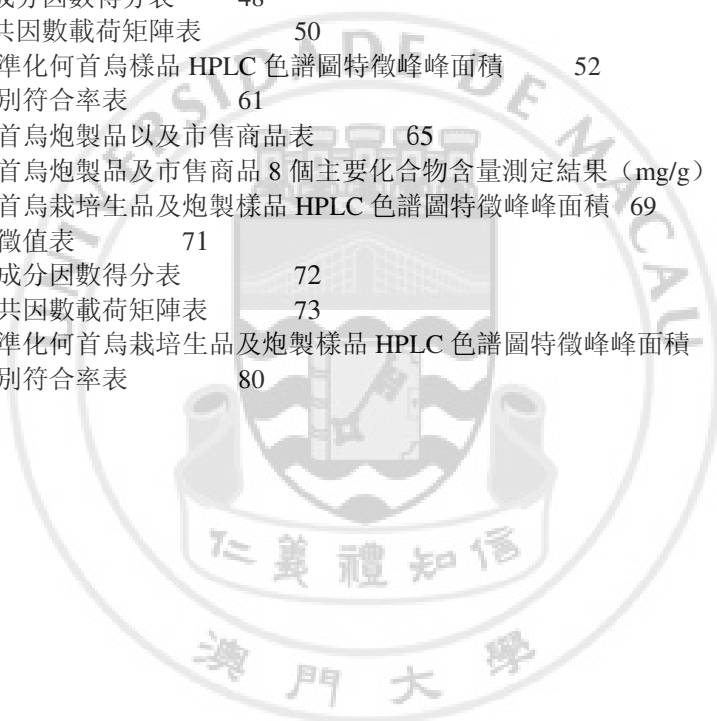 成分因數得分表 48
共因數載荷矩陣表 50
準化何首烏樣品 HPLC 色譜圖特徵峰峰面積 52
別符合率表 61
首烏炮製品以及市售商品表 65
首烏炮製品及市售商品 8 個主要化合物含量測定結果（mg/g）
首烏栽培生品及炮製樣品 HPLC 色譜圖特徵峰峰面積 69
徵值表 71
成分因數得分表 72
共因數載荷矩陣表 73
準化何首烏栽培生品及炮製樣品 HPLC 色譜圖特徵峰峰面積
別符合率表 80
UNIVERSIDADE DE MACAU
仁義禮知信
澳門大學